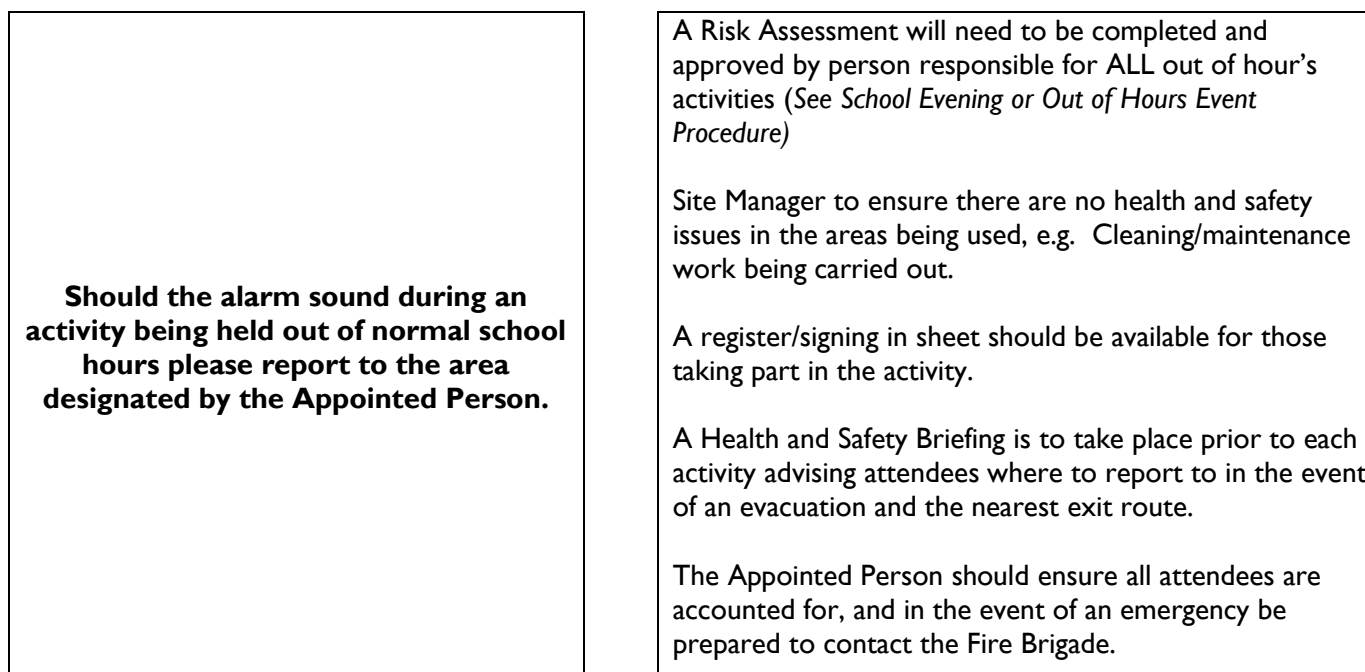 Should the alarm sound during an
activity being held out of normal school
hours please report to the area
designated by the Appointed Person.
A Risk Assessment will need to be completed and
approved by person responsible for ALL out of hour's
activities (See School Evening or Out of Hours Event
Procedure)
Site Manager to ensure there are no health and safety
issues in the areas being used, e.g. Cleaning/maintenance
work being carried out.
A register/signing in sheet should be available for those
taking part in the activity.
A Health and Safety Briefing is to take place prior to each
activity advising attendees where to report to in the event
of an evacuation and the nearest exit route.
The Appointed Person should ensure all attendees are
accounted for, and in the event of an emergency be
prepared to contact the Fire Brigade.